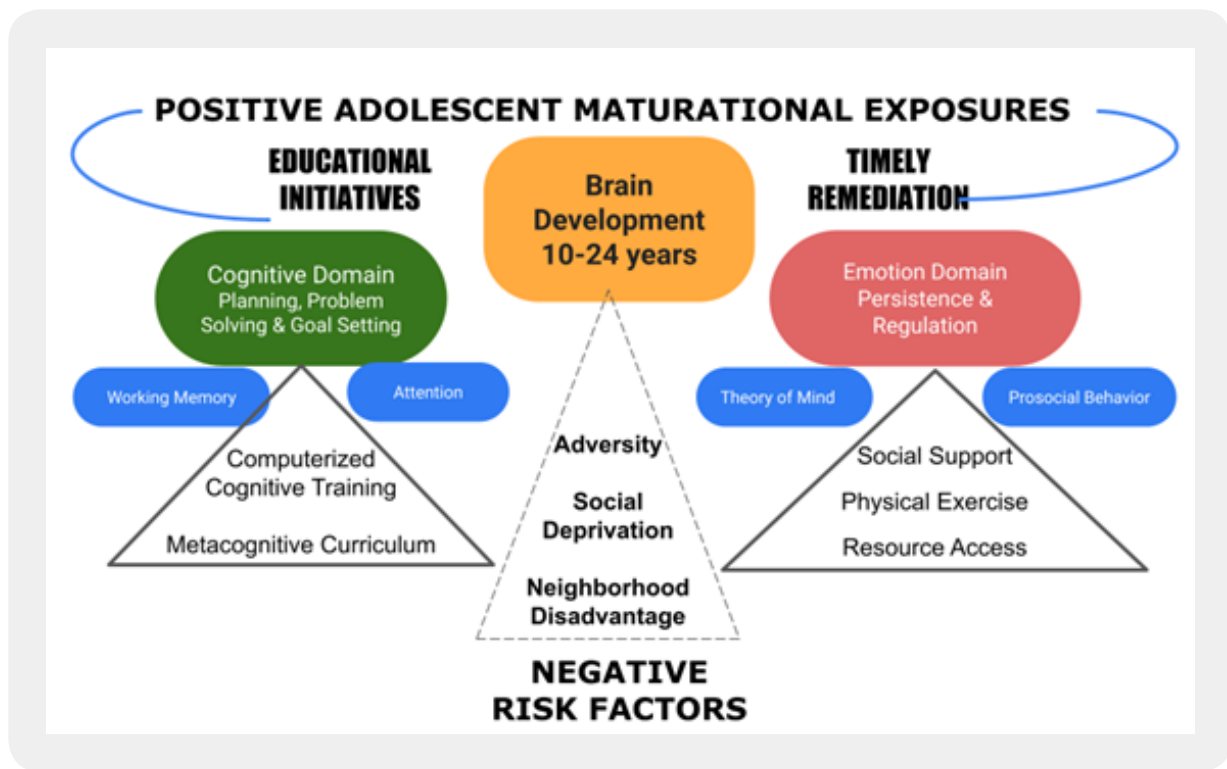 POSITIVE ADOLESCENT MATURATIONAL EXPOSURES
EDUCATIONAL
INITIATIVES
Brain
Development
10-24 years
TIMELY
REMEDIATION
Cognitive Domain
Planning, Problem
Solving & Goal Setting
Emotion Domain
Persistence &
Regulation
Working Memory
Attention
Theory of Mind
Prosocial Behavior
Computerized
Cognitive Training
Metacognitive Curriculum
Adversity
Social
Deprivation
Neighborhood
Disadvantage
Social Support
Physical Exercise
Resource Access
NEGATIVE
RISK FACTORS